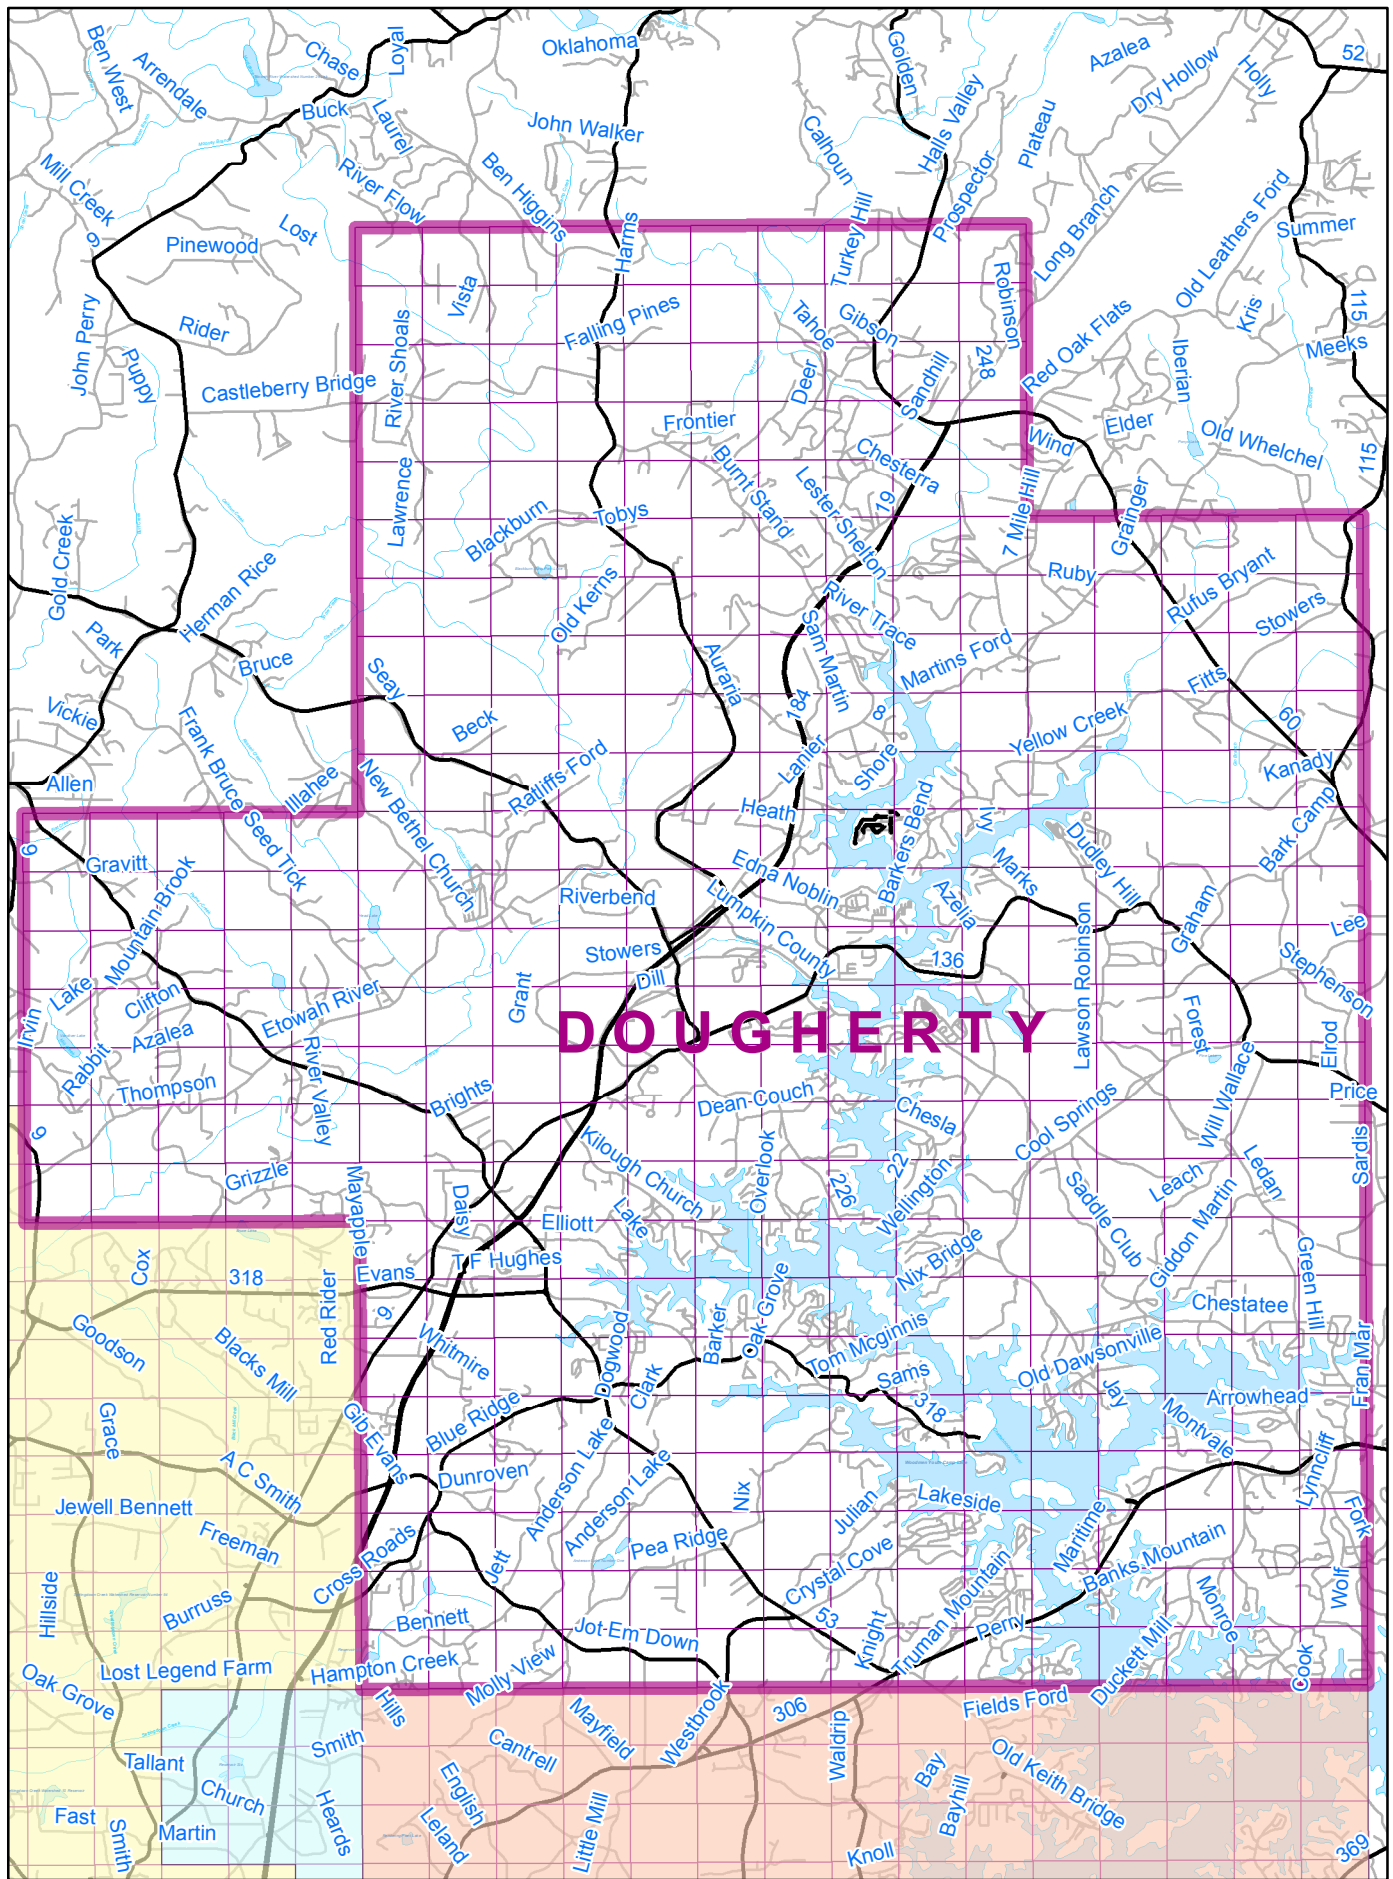 Ben West
Arrendale
Chase
Loyal
Oklahoma
Golden
Azalea
Dry Hollow
Holly
52
Buck
Laurel
John Walker
Calhoun
Halls Valley
Plateau
Prospector
Mill Creek
9
River Flow
Ben Higgins
Lost
Pinewood
Harms
Turkey Hill
Long Branch
Old Leathers Ford
Summer
Robinson
Vista
Falling Pines
Tahoe
Gibson
Red Oak Flats
Kris
115
John Perry
Rider
Puppy
River Shoals
Castleberry Bridge
Deer
Sandhill
248
Iberian
Meeks
Frontier
Wind
Elder
Old Whelchel
115
Lawrence
Burnt Stand
Lester Shelton
Chesterra
19
7 Mile Hill
Grainger
Blackburn
Tobys
Gold Creek
Herman Rice
Old Kerns
River Trace
Ruby
Rufus Bryant
Stowers
Park
Bruce
Seay
Auraria
Sam Martin
Martins Ford
Fitts
Vickie
Frank Bruce
Beck
184
8
Yellow Creek
60
Allen
Illahee
New Bethel Church
Ratliffs Ford
Lanier
Shore
Kanady
Seed Tick
Heath
Barkers Bend
Ivy
Dudley Hill
Bark Camp
9
Gravitt
Mountain Brook
Edna Noblin
Marks
Riverbend
Lumpkin County
Azelia
Graham
Lee
Stowers
Dill
136
Lawson Robinson
Stephenson
Lake
Clifton
Etowah River
Grant
Irvin
Azalea
DOUGHERTY
Forest
Elrod
Rabbit
Thompson
River Valley
Brights
Dean Couch
Chesla
Cool Springs
Will Wallace
Price
9
Kilough Church
Overlook
22
Sardis
Grizzle
Mayapple
Daisy
Lake
226
Wellington
Saddle Club
Leach
Ledan
Elliott
Giddon Martin
Cox
318
Evans
T F Hughes
Nix Bridge
Green Hill
Red Rider
9
Oak Grove
Chestatee
Goodson
Blacks Mill
Whitmire
Dogwood
Barker
Tom Mcginnis
Old Dawsonville
Fran Mar
Clark
Sams
318
Jay
Arrowhead
Grace
Gib Evans
Blue Ridge
Montvale
A C Smith
Dunroven
Anderson Lake
Anderson Lake
Nix
Lakeside
Lynncliff
Jewell Bennett
Julian
Maritime
Fork
Freeman
Cross Roads
Jett
Pea Ridge
Banks Mountain
Hillside
Burruss
Crystal Cove
Truman Mountain
Monroe
Wolf
Bennett
Jot-Em-Down
53
Knight
Perry
Duckett Mill
Oak Grove
Lost Legend Farm
Hampton Creek
Molly View
Cook
Hills
Mayfield
Westbrook
306
Fields Ford
Smith
Cantrell
Waldrip
Tallant
Bay
Old Keith Bridge
Church
English
Bayhill
Fast
Smith
Martin
Heards
Leland
Little Mill
Knoll
369